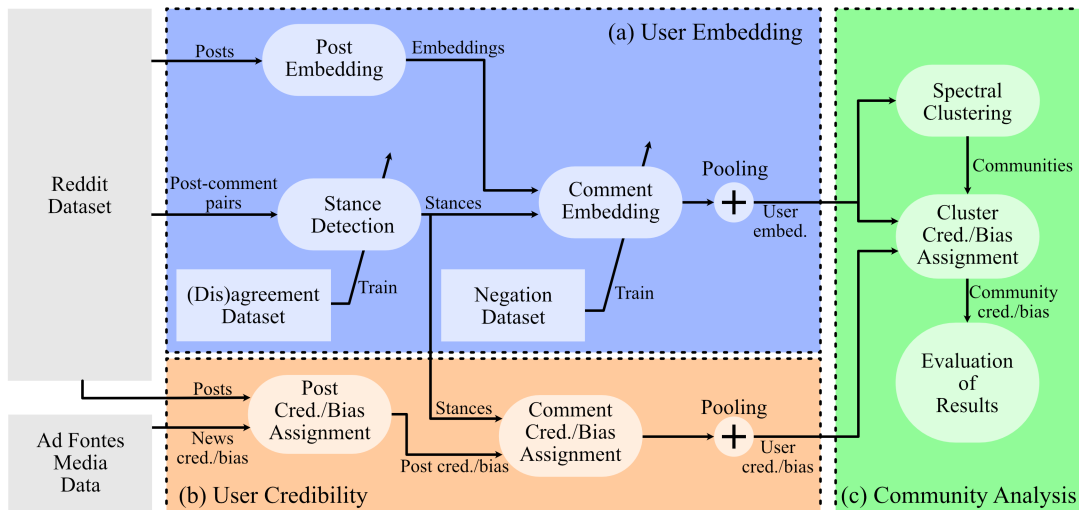 Reddit
Dataset
Ad Fontes
Media
Data
(a) User Embedding
Posts
Post
Embedding
Embeddings
Post-comment
pairs
Stance
Detection
Stances
Comment
Embedding
Pooling
+
User
embed.
(Dis)agreement
Dataset
Train
Negation
Dataset
Train
Posts
News
cred./bias
Post
Cred./Bias
Assignment
Stances
Post cred./bias
Comment
Cred./Bias
Assignment
Pooling
+
User
cred./bias
(b) User Credibility
Spectral
Clustering
Communities
Cluster
Cred./Bias
Assignment
Community
cred./bias
Evaluation
of
Results
(c) Community Analysis